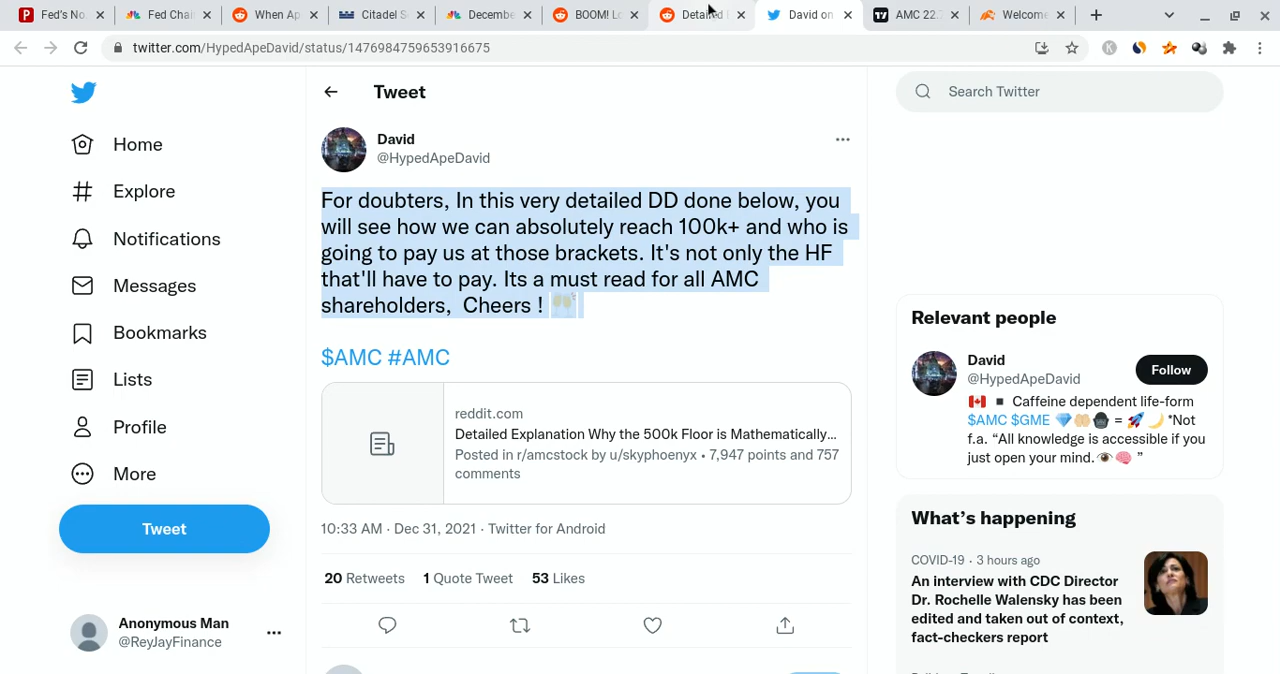 Fed's No.
Fed Chai
When Ap
Citadel S
Decembe
BOOM! Lo
Detailed
David on
AMC 22.
Welcome
twitter.com/HypedApeDavid/status/1476984759653916675
Tweet
Search Twitter
Home
Explore
Notifications
Messages
Bookmarks
Lists
Profile
More
Tweet
Anonymous Man
@ReyJayFinance
David
@HypedApeDavid
For doubters, In this very detailed DD done below, you
will see how we can absolutely reach 100k+ and who is
going to pay us at those brackets. It's not only the HF
that'll have to pay. Its a must read for all AMC
shareholders,  Cheers ! 🙌🏼
$AMC #AMC
reddit.com
Detailed Explanation Why the 500k Floor is Mathematically...
Posted in r/amcstock by u/skyphoenyx • 7,947 points and 757
comments
10:33 AM · Dec 31, 2021 · Twitter for Android
20 Retweets 1 Quote Tweet 53 Likes
Relevant people
David
@HypedApeDavid
Follow
🇨🇦 ▪️ Caffeine dependent life-form
$AMC $GME 💎🤲🏼🦍 = 🚀🌙 *Not
f.a. “All knowledge is accessible if you
just open your mind.👁️🧠 ”
What’s happening
COVID-19 · 3 hours ago
An interview with CDC Director
Dr. Rochelle Walensky has been
edited and taken out of context,
fact-checkers report